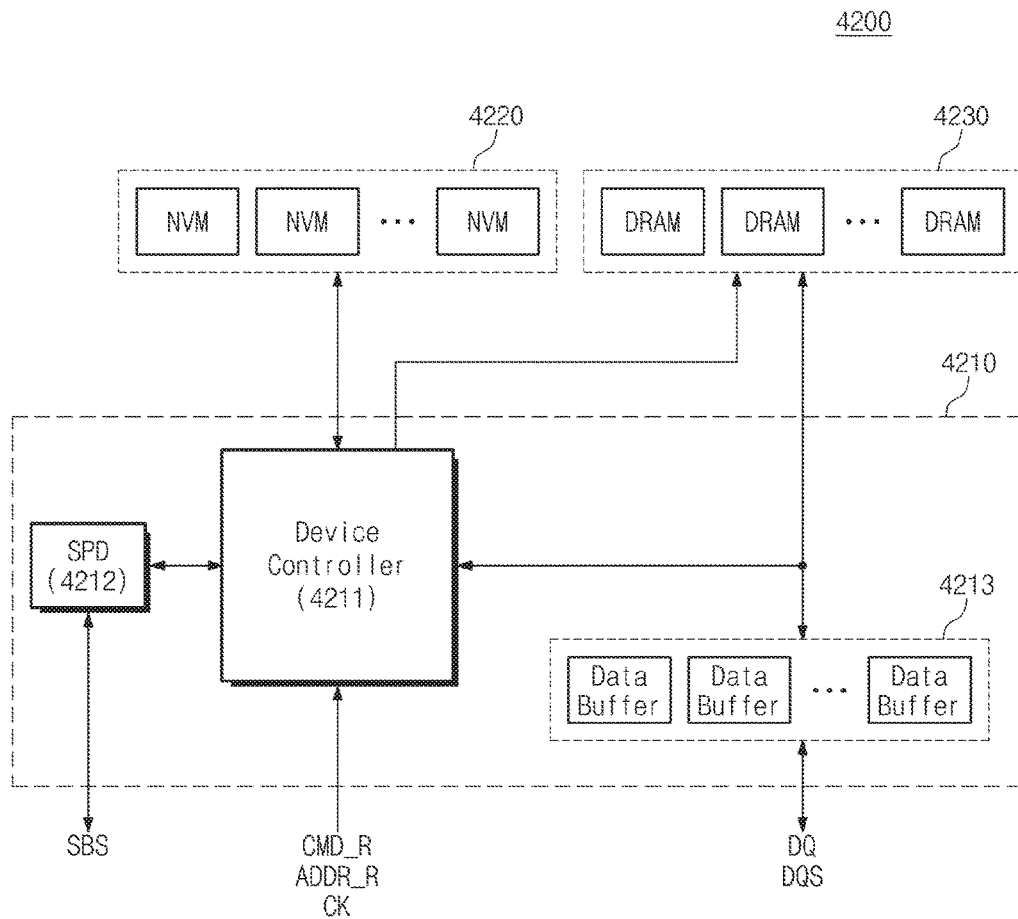 4200
4220
4230
NVM
NVM
...
NVM
DRAM
DRAM
...
DRAM
4210
SPD
(4212)
Device
Controller
(4211)
4213
Data
Buffer
Data
Buffer
...
Data
Buffer
SBS
CMD_R
ADDR_R
CK
DQ
DQS